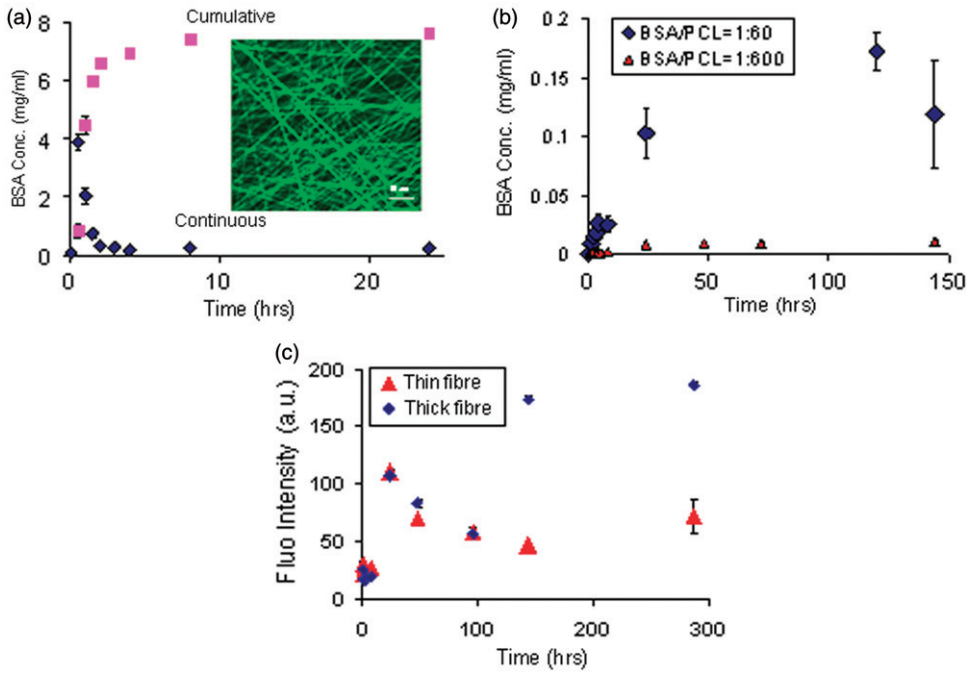 (a)
Cumulative
Continuous
BSA Conc. (mg/ml)
8
6
4
2
0
0
10
20
Time (hrs)
(b)
BSA/PCL=1:60
BSA/PCL=1:600
BSA Conc. (mg/ml)
0.2
0.15
0.1
0.05
0
0
50
100
150
Time (hrs)
(c)
Thin fibre
Thick fibre
Fluo Intensity (a.u.)
200
150
100
50
0
0
100
200
300
Time (hrs)